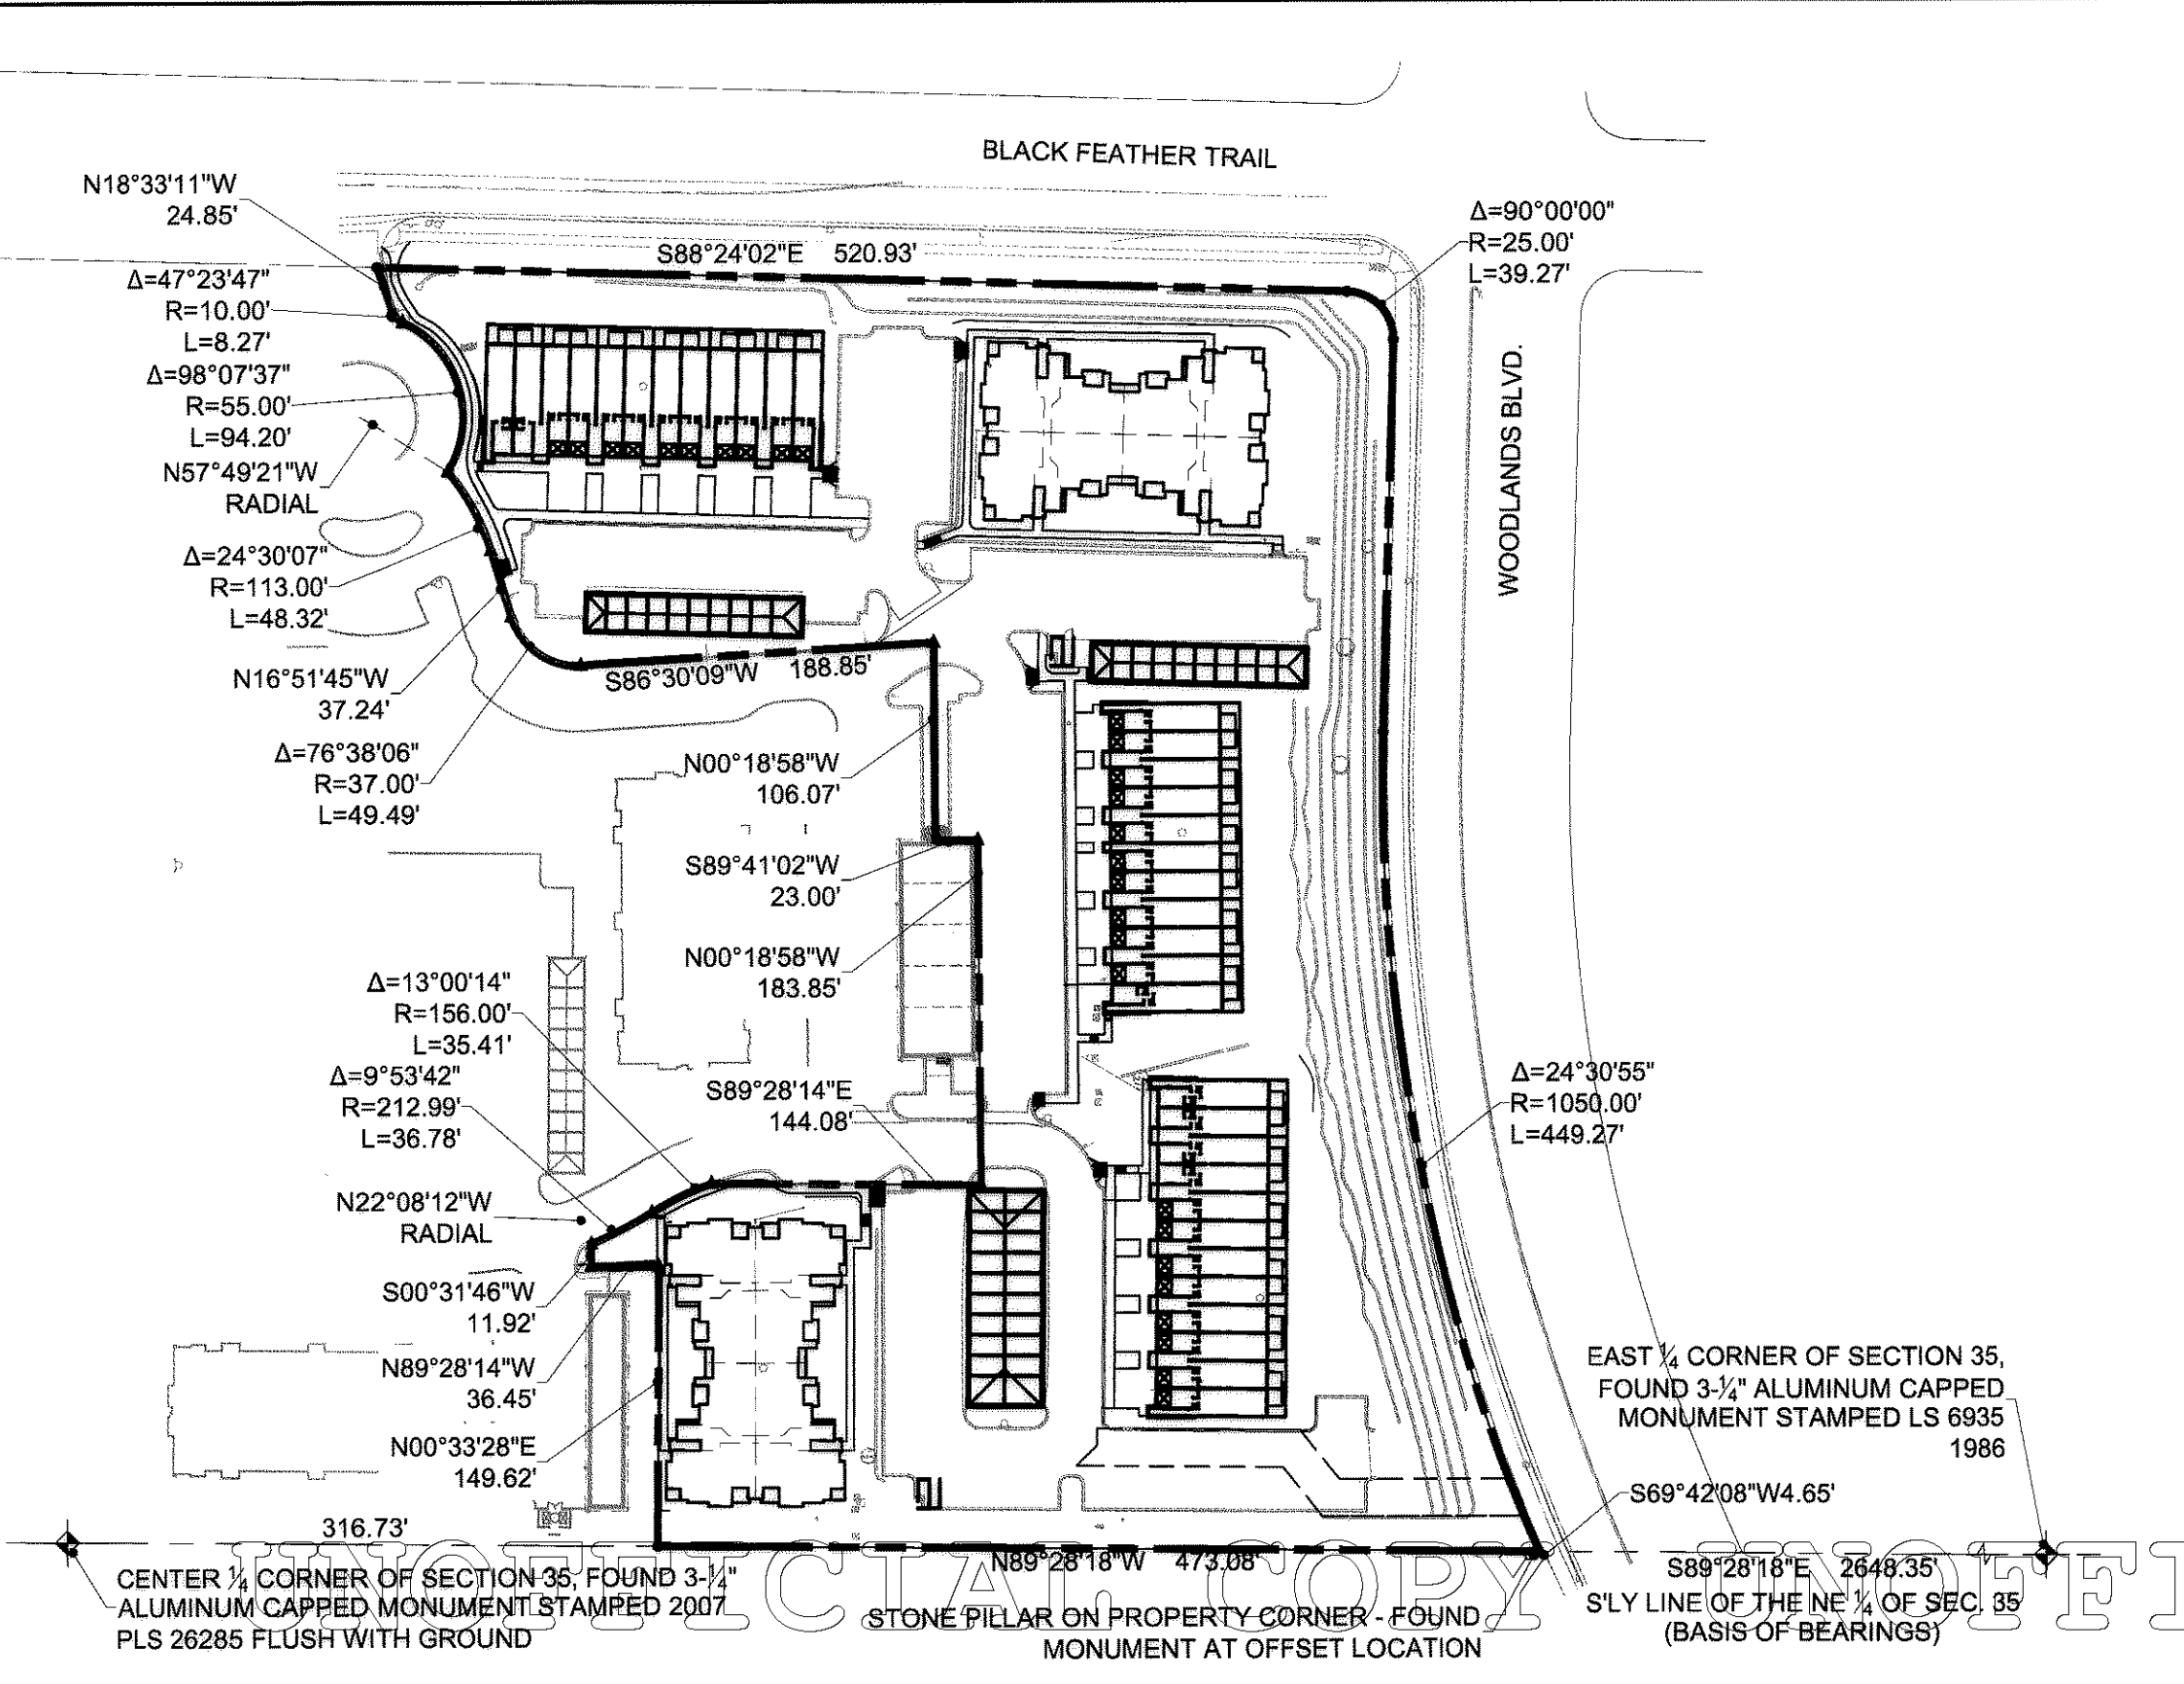 BLACK FEATHER TRAIL
N18°33'11"W
24.85'
S88°24'02"E 520.93'
Δ=90°00'00"
R=25.00'
L=39.27'
Δ=47°23'47"
R=10.00'
L=8.27'
Δ=98°07'37"
R=55.00'
L=94.20'
N57°49'21"W
RADIAL
WOODLANDS BLVD.
Δ=24°30'07"
R=113.00'
L=48.32'
N16°51'45"W
37.24'
S86°30'09"W 188.85'
Δ=76°38'06"
R=37.00'
L=49.49'
N00°18'58"W
106.07'
S89°41'02"W
23.00'
N00°18'58"W
183.85'
Δ=13°00'14"
R=156.00'
L=35.41'
Δ=9°53'42"
R=212.99'
L=36.78'
S89°28'14"E
144.08'
Δ=24°30'55"
R=1050.00'
L=449.27'
N22°08'12"W
RADIAL
S00°31'46"W
11.92'
N89°28'14"W
36.45'
N00°33'28"E
149.62'
EAST ¼ CORNER OF SECTION 35,
FOUND 3-¼" ALUMINUM CAPPED
MONUMENT STAMPED LS 6935
1986
S69°42'08"W4.65'
316.73'
N89°28'18"W 473.08'
S89°28'18"E 2648.35'
S'LY LINE OF THE NE ¼ OF SEC. 35
(BASIS OF BEARINGS)
CENTER ¼ CORNER OF SECTION 35, FOUND 3-¼"
ALUMINUM CAPPED MONUMENT STAMPED 2007
PLS 26285 FLUSH WITH GROUND
STONE PILLAR ON PROPERTY CORNER - FOUND
MONUMENT AT OFFSET LOCATION
UNOFFICIAL COPY UNOFFI